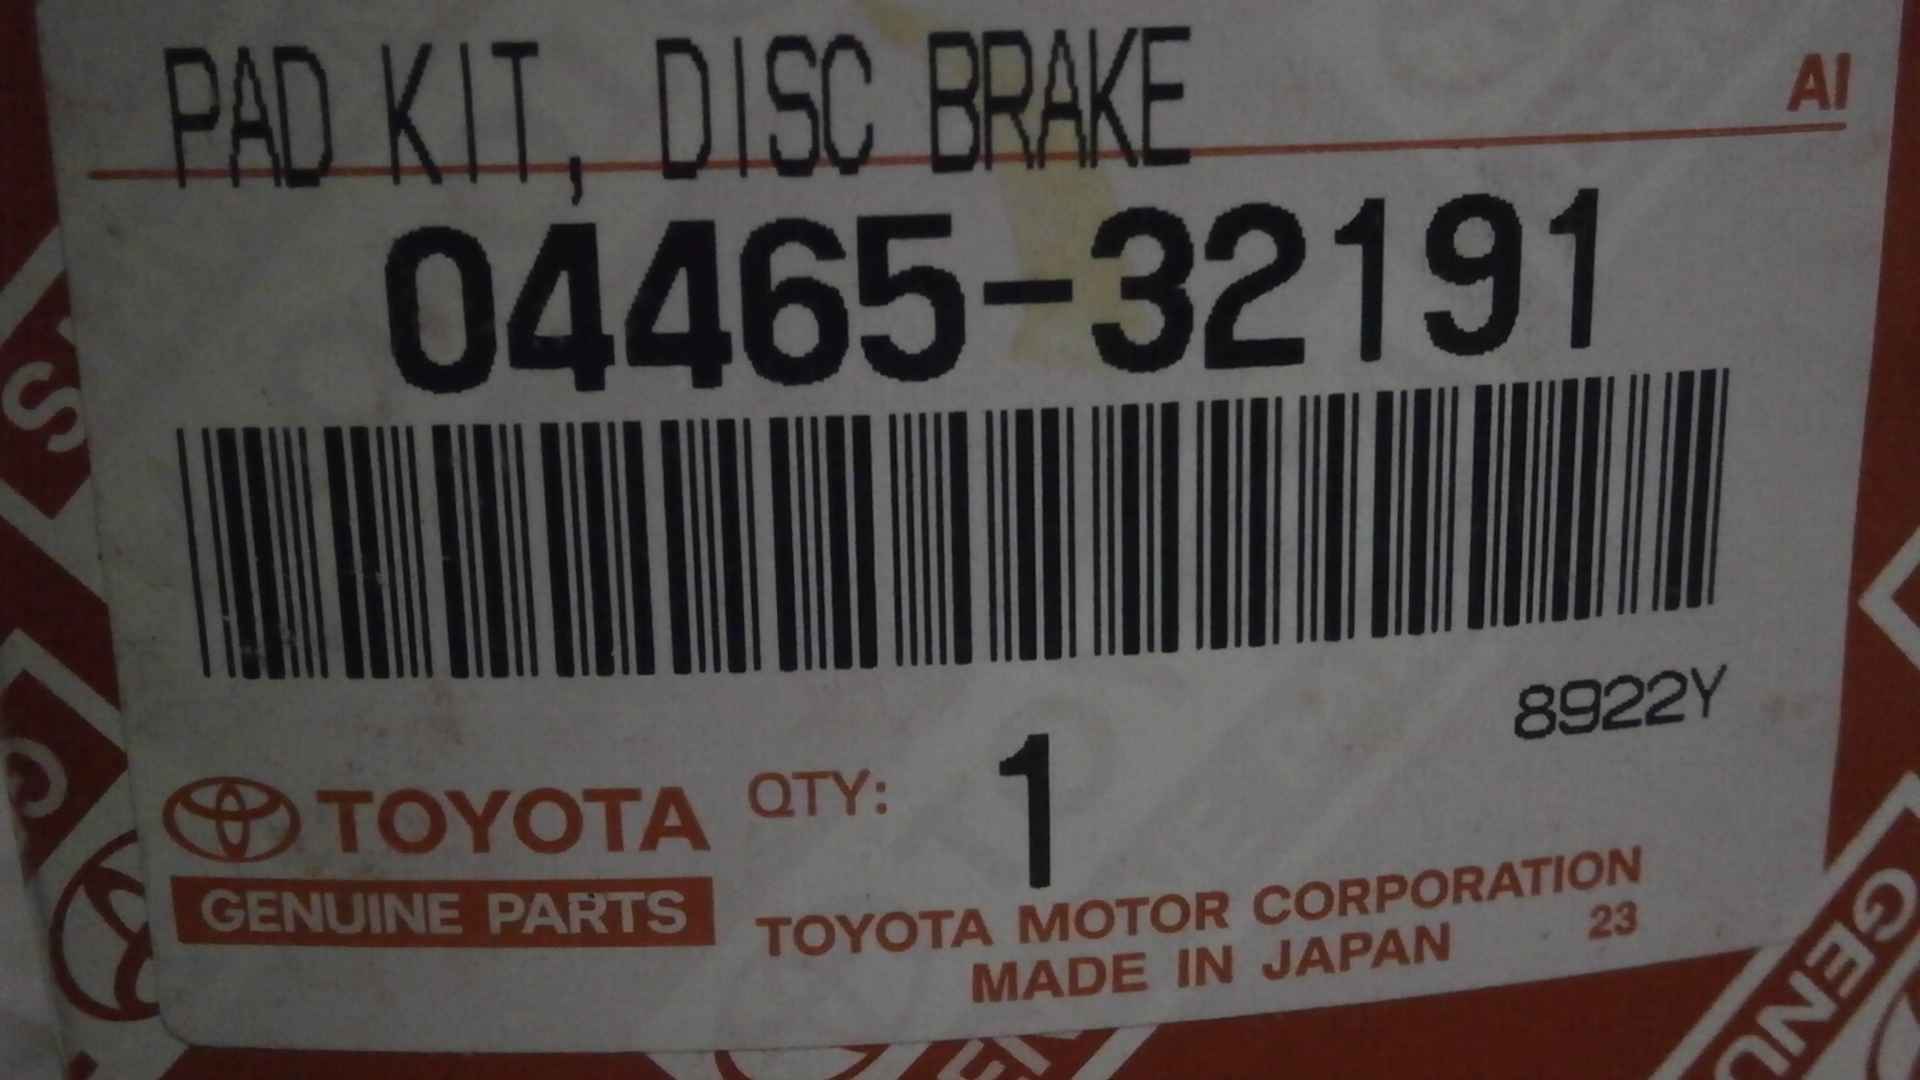 PAD KIT, DISC BRAKE
AI
04465-32191
8922Y
TOYOTA
QTY: 1
GENUINE PARTS
TOYOTA MOTOR CORPORATION
MADE IN JAPAN
23
GENU